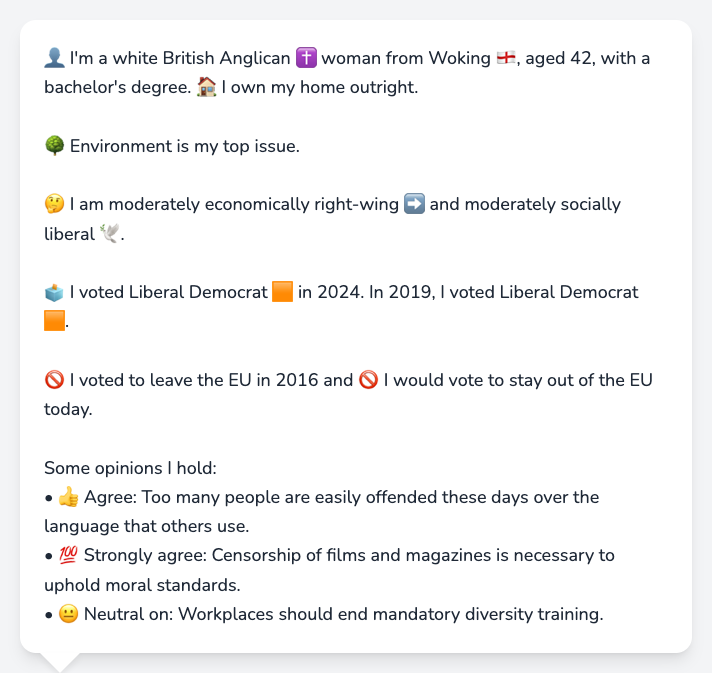 👤 I'm a white British Anglican ✝️ woman from Woking 🏴󠁧󠁢󠁥󠁮󠁧󠁿, aged 42, with a
bachelor's degree. 🏠 I own my home outright.
🌳 Environment is my top issue.
🤔 I am moderately economically right-wing ➡️ and moderately socially
liberal 🕊️.
🗳️ I voted Liberal Democrat 🟧 in 2024. In 2019, I voted Liberal Democrat
🟧.
🚫 I voted to leave the EU in 2016 and 🚫 I would vote to stay out of the EU
today.
Some opinions I hold:
• 👍 Agree: Too many people are easily offended these days over the
language that others use.
• 💯 Strongly agree: Censorship of films and magazines is necessary to
uphold moral standards.
• 😐 Neutral on: Workplaces should end mandatory diversity training.